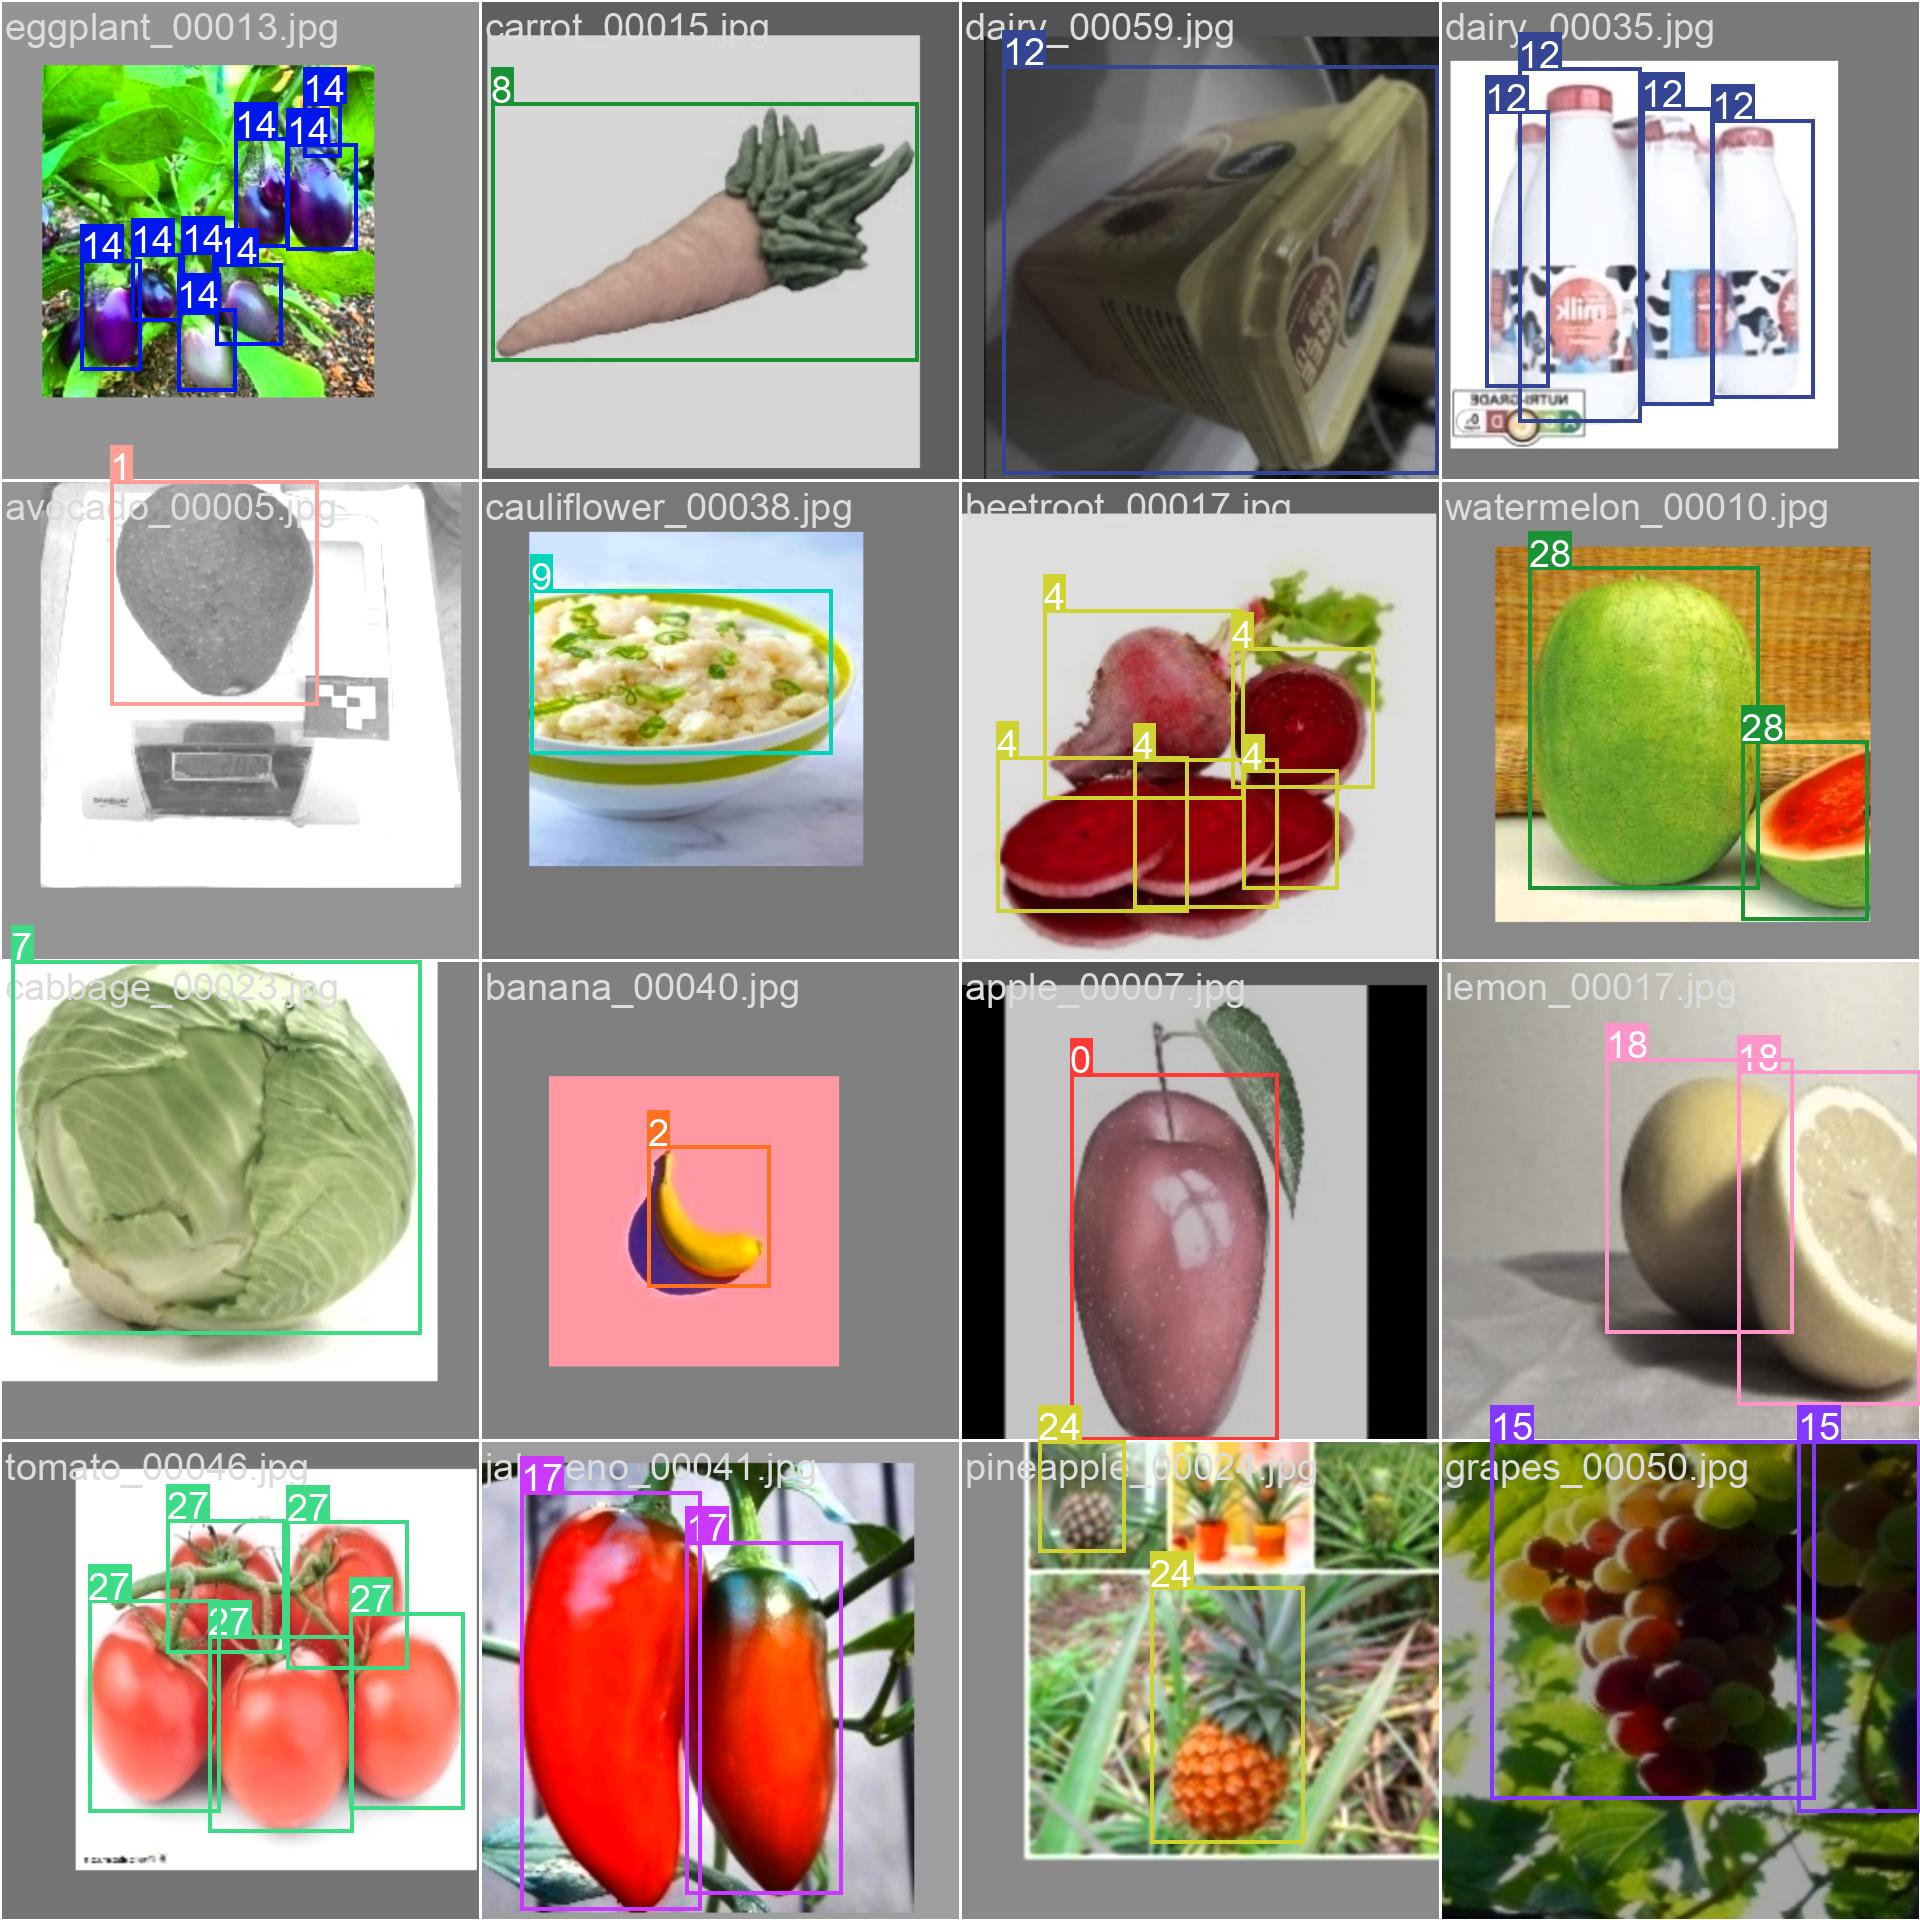 eggplant_00013.jpg
14
14
14
14
14
14
14
14
carrot_00015.jpg
8
dairy_00059.jpg
12
dairy_00035.jpg
12
12
12
12
milk
NUTRI-GRADE
A
D
avocado_00005.jpg
1
cauliflower_00038.jpg
9
beetroot_00017.jpg
4
4
4
4
4
watermelon_00010.jpg
28
28
cabbage_00023.jpg
7
banana_00040.jpg
2
apple_00007.jpg
0
lemon_00017.jpg
18
18
tomato_00046.jpg
27
27
27
27
27
17
17
pineapple_00024.jpg
24
24
grapes_00050.jpg
15
15